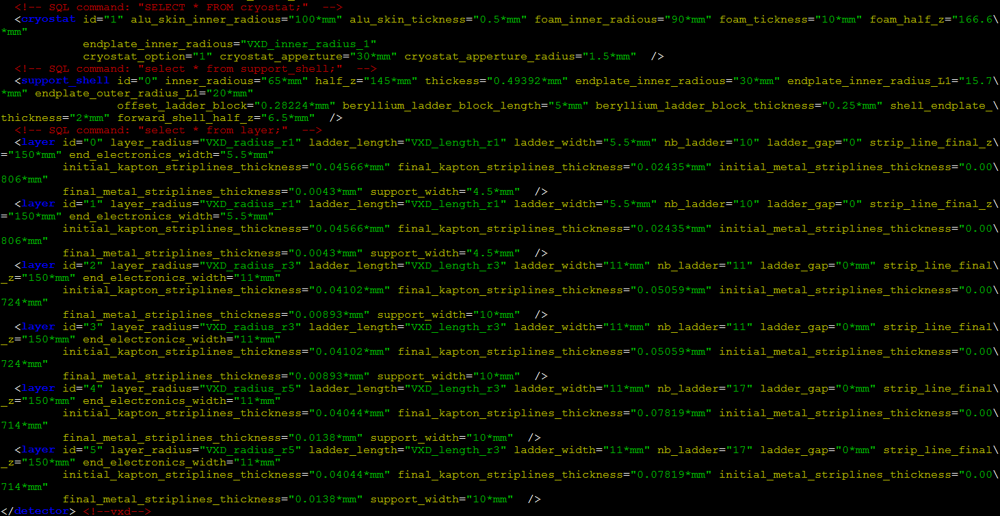 <!-- SQL command: "SELECT * FROM cryostat;"  -->
<cryostat id="1" alu_skin_inner_radious="100*mm" alu_skin_tickness="0.5*mm" foam_inner_radious="90*mm" foam_tickness="10*mm" foam_half_z="166.6\
*mm"
endplate_inner_radious="VXD_inner_radius_1"
cryostat_option="1" cryostat_apperture="30*mm" cryostat_apperture_radius="1.5*mm"  />
<!-- SQL command: "select * from support_shell;"  -->
<support_shell id="0" inner_radious="65*mm" half_z="145*mm" thickess="0.49392*mm" endplate_inner_radious="30*mm" endplate_inner_radius_L1="15.7\
*mm" endplate_outer_radius_L1="20*mm"
offset_ladder_block="0.28224*mm" beryllium_ladder_block_length="5*mm" beryllium_ladder_block_thickness="0.25*mm" shell_endplate_\
thickness="2*mm" forward_shell_half_z="6.5*mm"  />
<!-- SQL command: "select * from layer;"  -->
<layer id="0" layer_radius="VXD_radius_r1" ladder_length="VXD_length_r1" ladder_width="5.5*mm" nb_ladder="10" ladder_gap="0" strip_line_final_z\
="150*mm" end_electronics_width="5.5*mm"
initial_kapton_striplines_thickness="0.04566*mm" final_kapton_striplines_thickness="0.02435*mm" initial_metal_striplines_thickness="0.00\
806*mm"
final_metal_striplines_thickness="0.0043*mm" support_width="4.5*mm"  />
<layer id="1" layer_radius="VXD_radius_r1" ladder_length="VXD_length_r1" ladder_width="5.5*mm" nb_ladder="10" ladder_gap="0" strip_line_final_z\
="150*mm" end_electronics_width="5.5*mm"
initial_kapton_striplines_thickness="0.04566*mm" final_kapton_striplines_thickness="0.02435*mm" initial_metal_striplines_thickness="0.00\
806*mm"
final_metal_striplines_thickness="0.0043*mm" support_width="4.5*mm"  />
<layer id="2" layer_radius="VXD_radius_r3" ladder_length="VXD_length_r3" ladder_width="11*mm" nb_ladder="11" ladder_gap="0*mm" strip_line_final\
_z="150*mm" end_electronics_width="11*mm"
initial_kapton_striplines_thickness="0.04102*mm" final_kapton_striplines_thickness="0.05059*mm" initial_metal_striplines_thickness="0.00\
724*mm"
final_metal_striplines_thickness="0.00893*mm" support_width="10*mm"  />
<layer id="3" layer_radius="VXD_radius_r3" ladder_length="VXD_length_r3" ladder_width="11*mm" nb_ladder="11" ladder_gap="0*mm" strip_line_final\
_z="150*mm" end_electronics_width="11*mm"
initial_kapton_striplines_thickness="0.04102*mm" final_kapton_striplines_thickness="0.05059*mm" initial_metal_striplines_thickness="0.00\
724*mm"
final_metal_striplines_thickness="0.00893*mm" support_width="10*mm"  />
<layer id="4" layer_radius="VXD_radius_r5" ladder_length="VXD_length_r3" ladder_width="11*mm" nb_ladder="17" ladder_gap="0*mm" strip_line_final\
_z="150*mm" end_electronics_width="11*mm"
initial_kapton_striplines_thickness="0.04044*mm" final_kapton_striplines_thickness="0.07819*mm" initial_metal_striplines_thickness="0.00\
714*mm"
final_metal_striplines_thickness="0.0138*mm" support_width="10*mm"  />
<layer id="5" layer_radius="VXD_radius_r5" ladder_length="VXD_length_r3" ladder_width="11*mm" nb_ladder="17" ladder_gap="0*mm" strip_line_final\
_z="150*mm" end_electronics_width="11*mm"
initial_kapton_striplines_thickness="0.04044*mm" final_kapton_striplines_thickness="0.07819*mm" initial_metal_striplines_thickness="0.00\
714*mm"
final_metal_striplines_thickness="0.0138*mm" support_width="10*mm"  />
</detector> <!--vxd-->